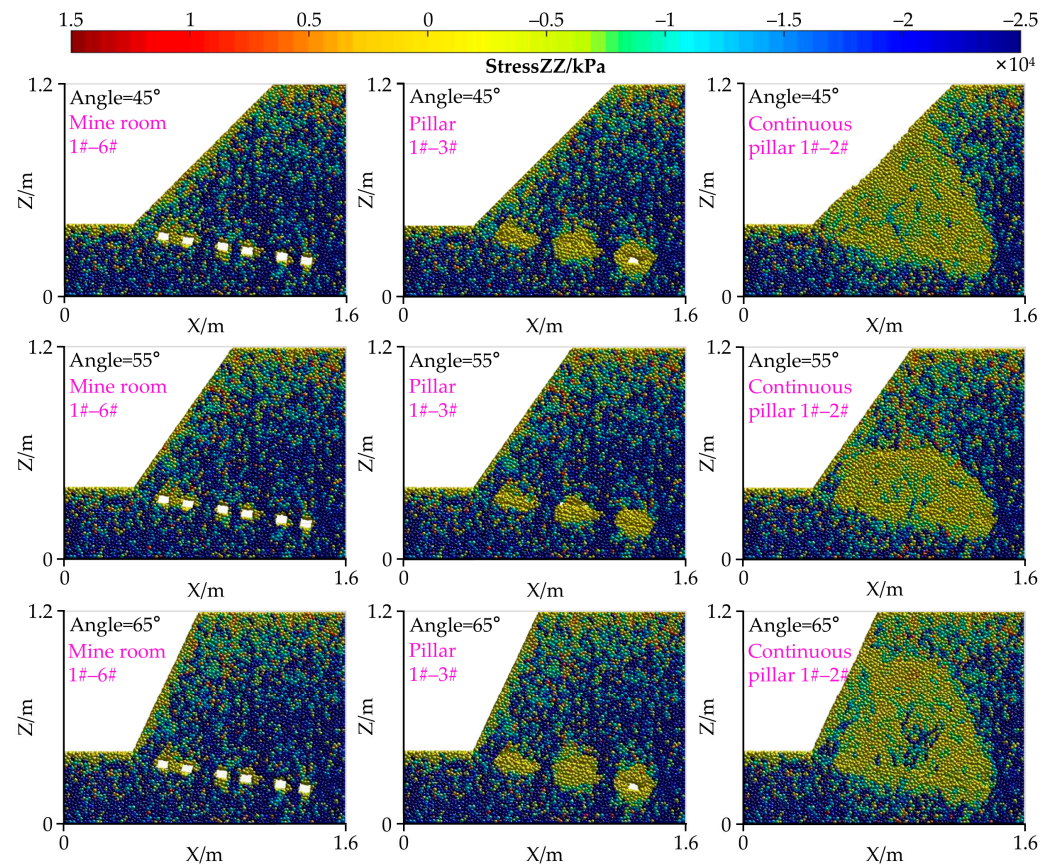 1.5 1 0.5 0 −0.5 −1 −1.5 −2 −2.5
StressZZ/kPa ×10⁴
1.2
Angle=45°
Mine room
1#–6#
Z/m
0
0 1.6
X/m
1.2
Angle=45°
Pillar
1#–3#
Z/m
0
0 1.6
X/m
1.2
Angle=45°
Continuous
pillar 1#–2#
Z/m
0
0 1.6
X/m
1.2
Angle=55°
Mine room
1#–6#
Z/m
0
0 1.6
X/m
1.2
Angle=55°
Pillar
1#–3#
Z/m
0
0 1.6
X/m
1.2
Angle=55°
Continuous
pillar 1#–2#
Z/m
0
0 1.6
X/m
1.2
Angle=65°
Mine room
1#–6#
Z/m
0
0 1.6
X/m
1.2
Angle=65°
Pillar
1#–3#
Z/m
0
0 1.6
X/m
1.2
Angle=65°
Continuous
pillar 1#–2#
Z/m
0
0 1.6
X/m